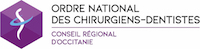 ORDRE NATIONAL
DES CHIRURGIENS-DENTISTES
CONSEIL RÉGIONAL
D'OCCITANIE